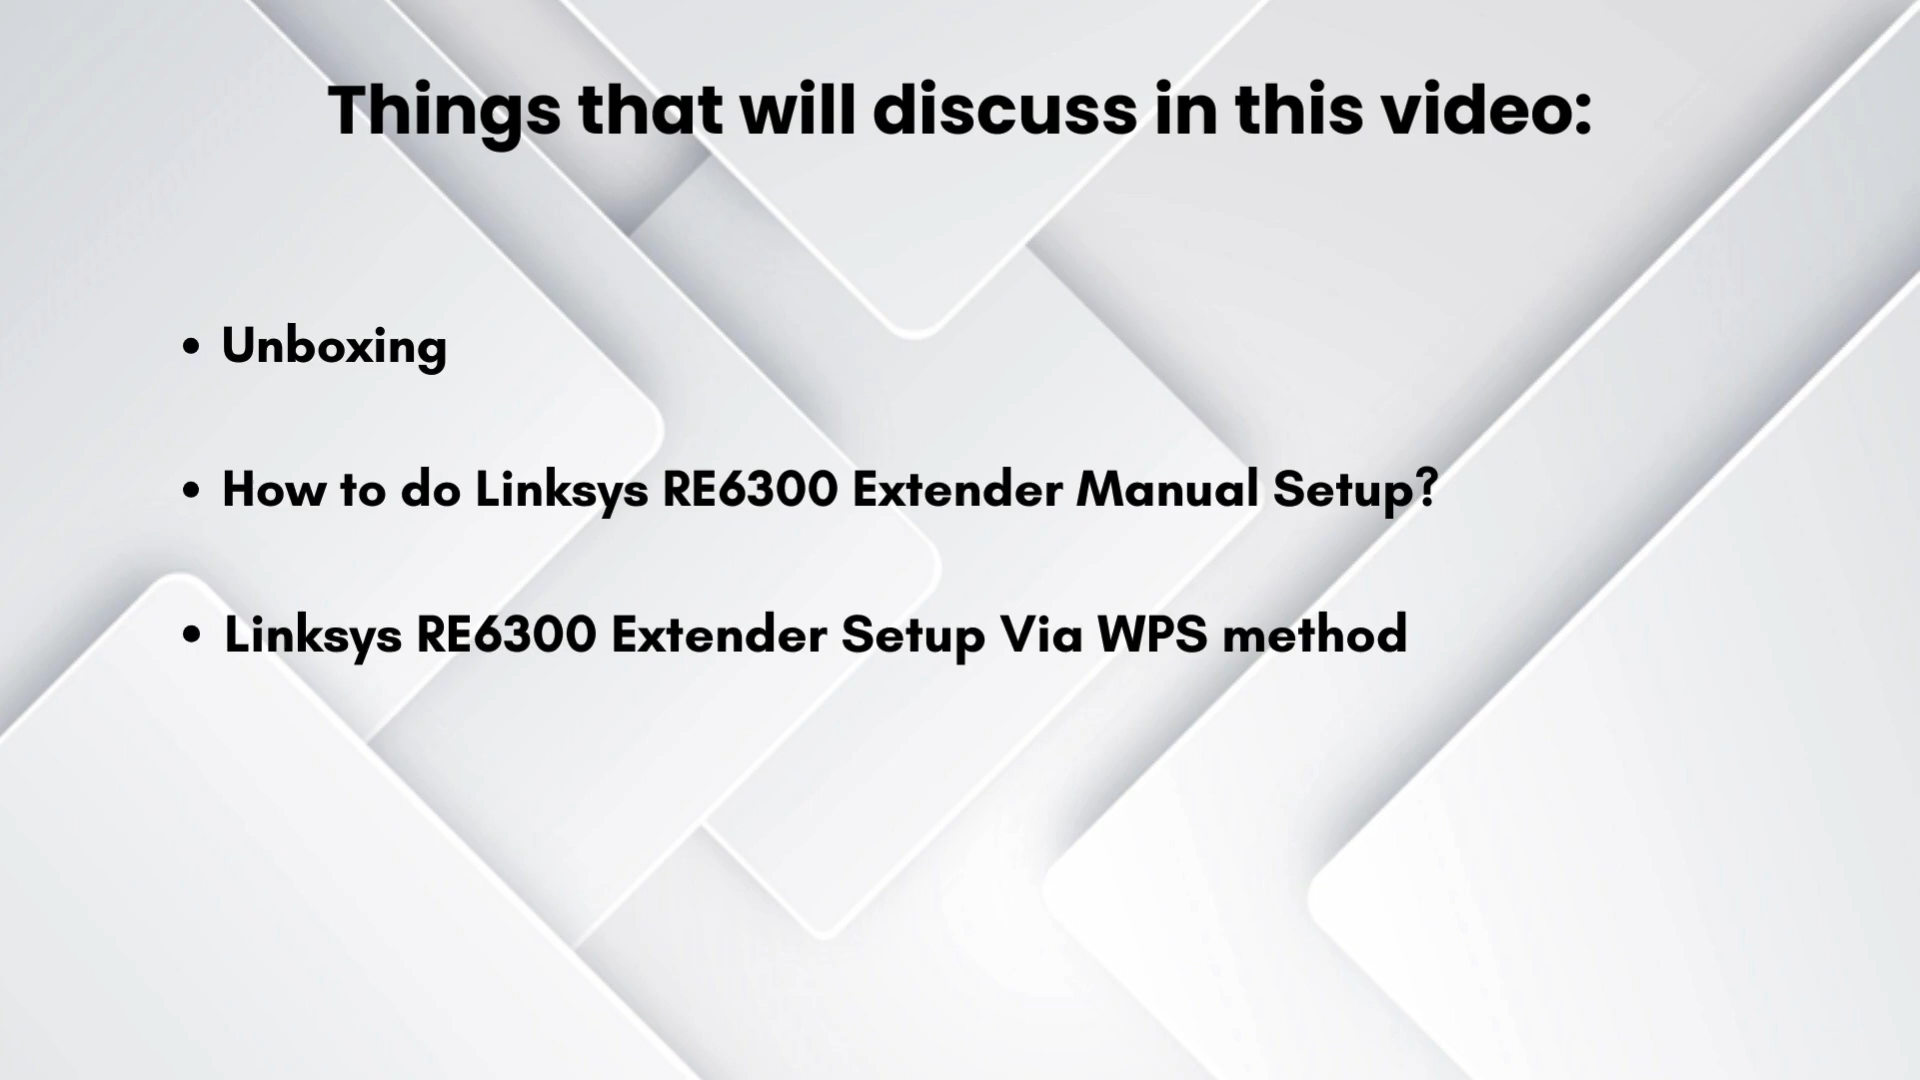 Things that will discuss in this video:
• Unboxing
• How to do Linksys RE6300 Extender Manual Setup?
• Linksys RE6300 Extender Setup Via WPS method